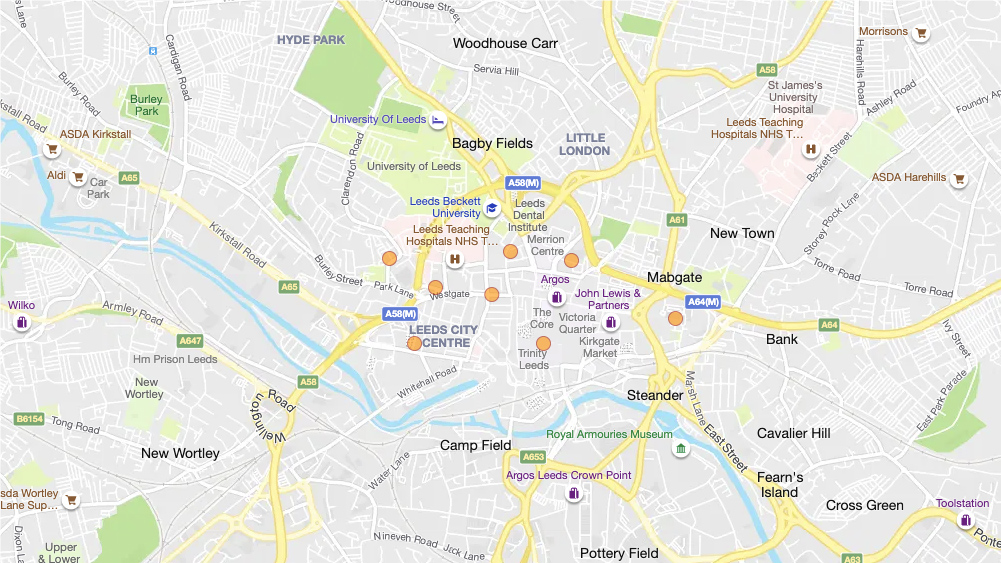 Woodhouse Street
HYDE PARK
Woodhouse Carr
Morrisons
Cardigan Road
Servia Hill
A58
Harehills Road
Burley Road
Burley
Park
St James's
University
Hospital
Ashley Road
Foundry
Kirkstall Road
University Of Leeds
Leeds Teaching
Hospitals NHS T…
ASDA Kirkstall
LITTLE
LONDON
Bagby Fields
Clarendon Road
University of Leeds
Beckett Street
Aldi
Car
Park
A65
A58(M)
ASDA Harehills
Leeds Beckett
University
Leeds
Dental
Institute
A61
Storey Rock Line
Kirkstall Road
Leeds Teaching
Hospitals NHS T…
Merrion
Centre
New Town
Burley Street
Torre Road
Torre Road
A65
Park Lane
Westgate
Argos
Mabgate
John Lewis &
Partners
Wilko
Armley Road
A58(M)
A64(M)
The
Core
Victoria
Quarter
A64
LEEDS CITY
CENTRE
A647
Kirkgate
Market
Bank
Ivy Street
Hm Prison Leeds
Trinity
Leeds
New
Wortley
A58
Whitehall Road
Marsh Lane
East Park Parade
Wellington
Road
Steander
B6154
Tong Road
Royal Armouries Museum
East Street
Cavalier Hill
New Wortley
Camp Field
Water Lane
A653
Argos Leeds Crown Point
Fearn's
Island
sda Wortley
Lane Sup…
Cross Green
Toolstation
Dixon Lane
Upper
& Lower
Nineveh Road
Jack Lane
Pottery Field
A63
Ponte